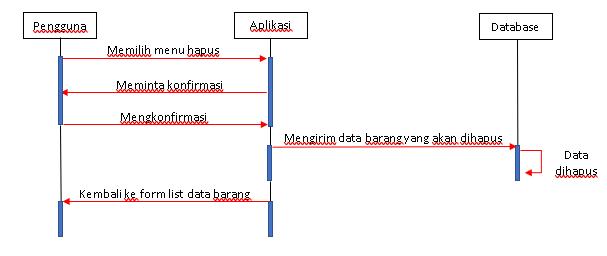 Pengguna
Aplikasi
Database
Memilih menu hapus
Meminta konfirmasi
Mengkonfirmasi
Mengirim data barang yang akan dihapus
Data
dihapus
Kembali ke form list data barang